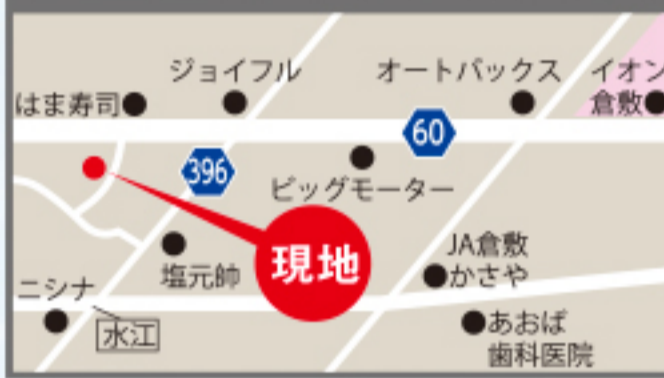 ジョイフル
オートバックス
イオン
倉敷
はま寿司
60
396
ビッグモーター
現地
JA倉敷
かさや
塩元帥
ニシナ
水江
あおば
歯科医院